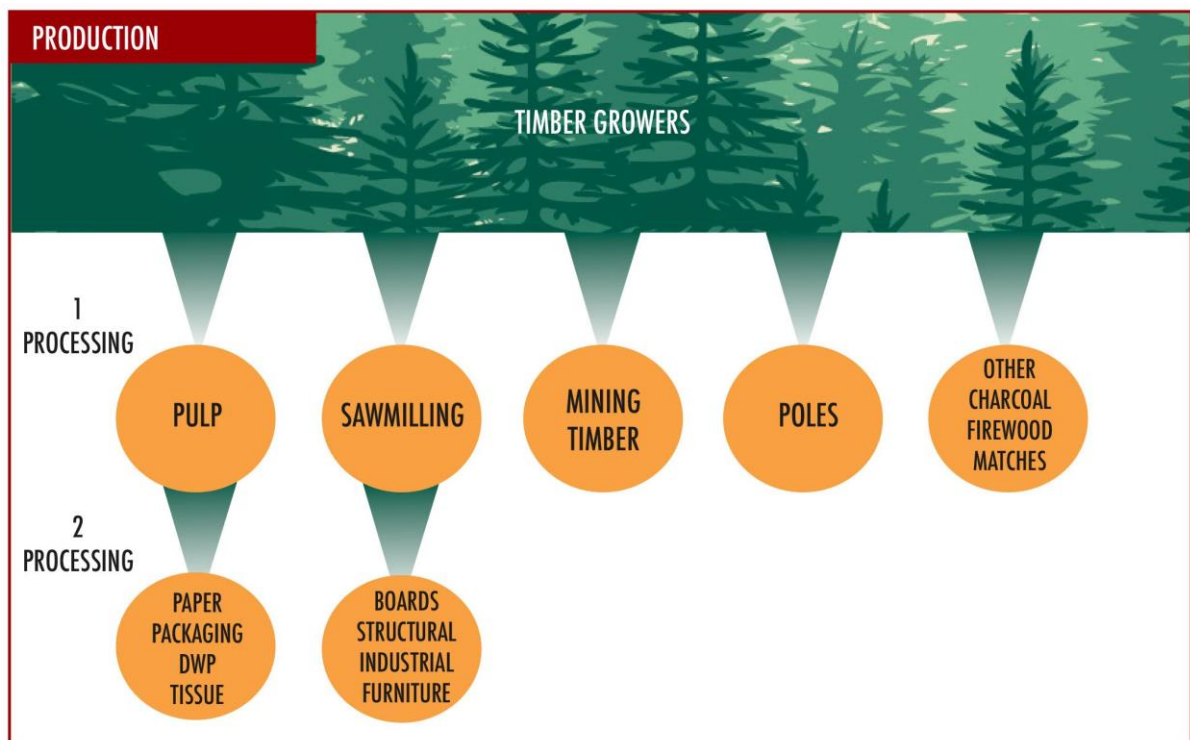 PRODUCTION
TIMBER GROWERS
1
PROCESSING
PULP
SAWMILLING
MINING
TIMBER
POLES
OTHER
CHARCOAL
FIREWOOD
MATCHES
2
PROCESSING
PAPER
PACKAGING
DWP
TISSUE
BOARDS
STRUCTURAL
INDUSTRIAL
FURNITURE